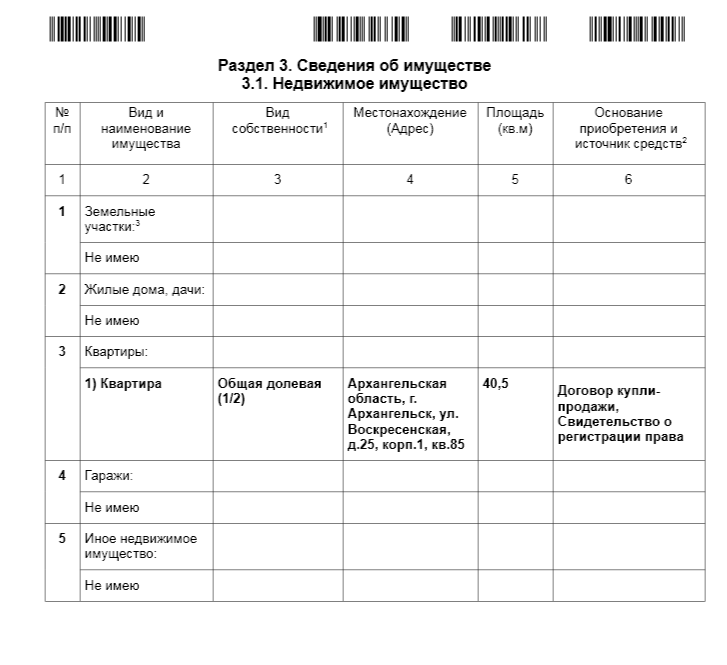 Раздел 3. Сведения об имуществе
3.1. Недвижимое имущество
№ п/п
Вид и наименование имущества
Вид собственности¹
Местонахождение (Адрес)
Площадь (кв.м)
Основание приобретения и источник средств²
1 2 3 4 5 6
1 Земельные участки:³
Не имею
2 Жилые дома, дачи:
Не имею
3 Квартиры:
1) Квартира
Общая долевая (1/2)
Архангельская область, г. Архангельск, ул. Воскресенская, д.25, корп.1, кв.85
40,5
Договор купли-продажи, Свидетельство о регистрации права
4 Гаражи:
Не имею
5 Иное недвижимое имущество:
Не имею